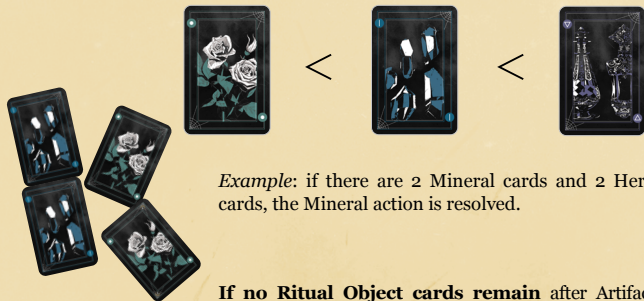 < <
Example: if there are 2 Mineral cards and 2 Her
cards, the Mineral action is resolved.
If no Ritual Object cards remain after Artifac